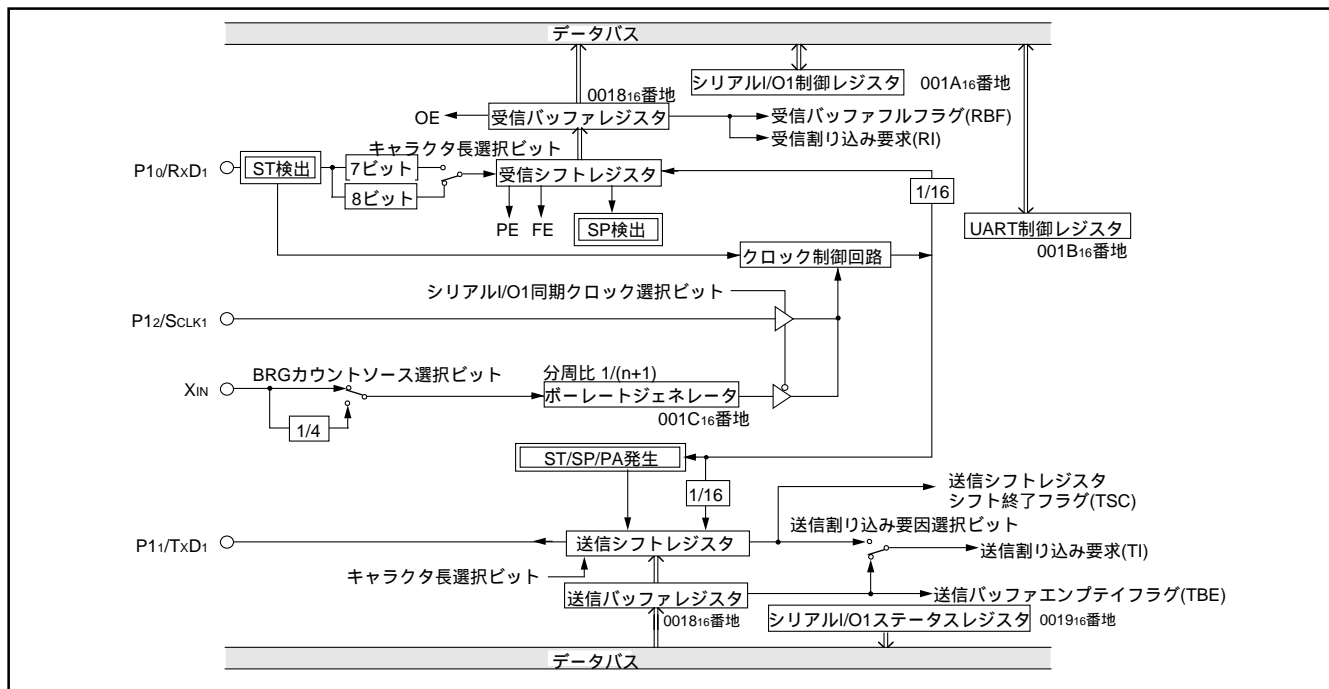 データバス
シリアルI/O1制御レジスタ 001A16番地
001816番地
OE 受信バッファレジスタ 受信バッファフルフラグ(RBF)
受信割り込み要求(RI)
キャラクタ長選択ビット
P10/RXD1 ST検出 7ビット 受信シフトレジスタ
8ビット
1/16
PE FE SP検出
UART制御レジスタ
001B16番地
クロック制御回路
シリアルI/O1同期クロック選択ビット
P12/SCLK1
BRGカウントソース選択ビット
XIN
分周比 1/(n+1)
ボーレートジェネレータ
001C16番地
1/4
ST/SP/PA発生
1/16
送信シフトレジスタ
シフト終了フラグ(TSC)
送信割り込み要因選択ビット
P11/TXD1 送信シフトレジスタ
送信割り込み要求(TI)
キャラクタ長選択ビット
送信バッファレジスタ 送信バッファエンプテイフラグ(TBE)
001816番地
シリアルI/O1ステータスレジスタ 001916番地
データバス